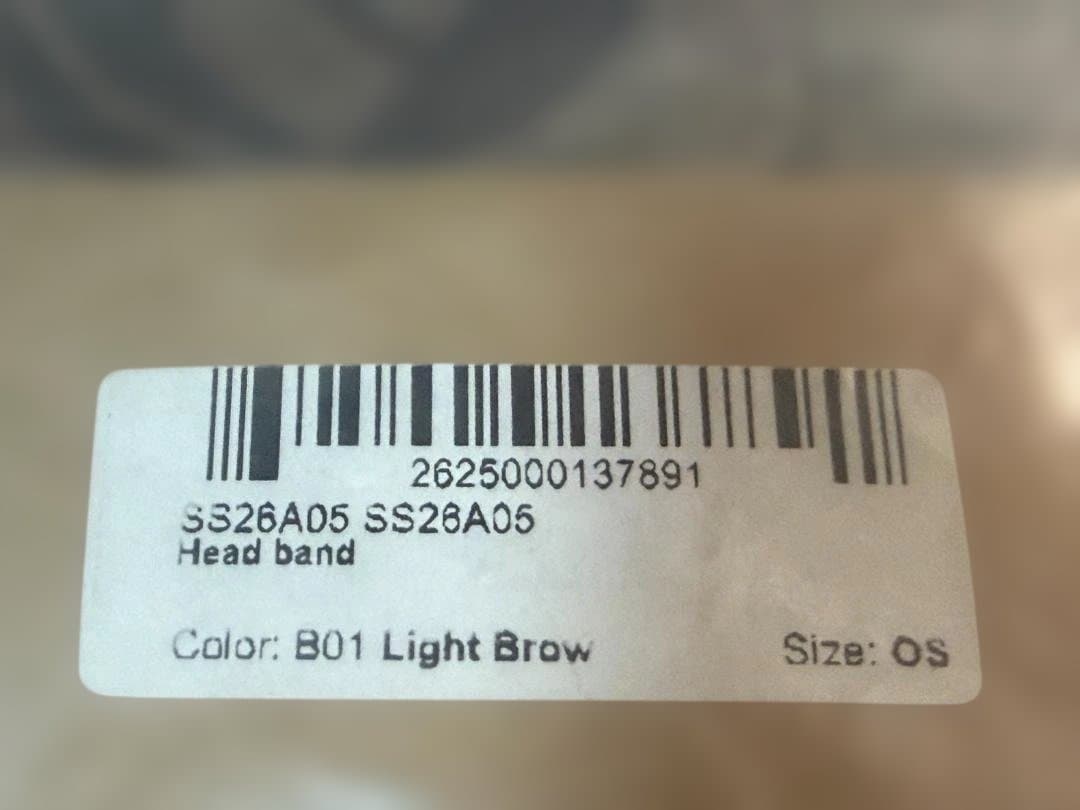 2625000137891
SS26A05 SS26A05
Head band
Color: B01 Light Brow
Size: OS